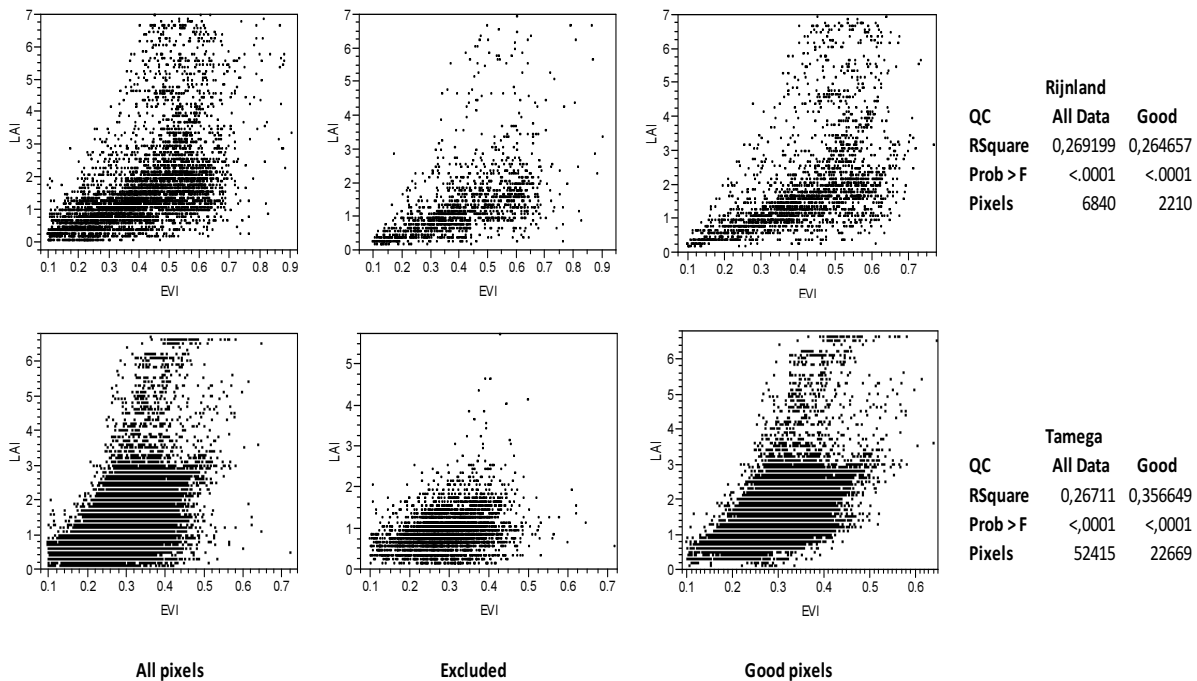 7
6
5
4
3
2
1
0
LAI
0.1 0.2 0.3 0.4 0.5 0.6 0.7 0.8 0.9
EVI
7
6
5
4
3
2
1
0
LAI
0.1 0.2 0.3 0.4 0.5 0.6 0.7 0.8 0.9
EVI
7
6
5
4
3
2
1
0
LAI
0.1 0.2 0.3 0.4 0.5 0.6 0.7
EVI
Rijnland
QC All Data Good
RSquare 0,269199 0,264657
Prob > F <.0001 <.0001
Pixels 6840 2210
6
5
4
3
2
1
0
LAI
0.1 0.2 0.3 0.4 0.5 0.6 0.7
EVI
5
4
3
2
1
0
LAI
0.1 0.2 0.3 0.4 0.5 0.6 0.7
EVI
6
5
4
3
2
1
0
LAI
0.1 0.2 0.3 0.4 0.5 0.6
EVI
Tamega
QC All Data Good
RSquare 0,26711 0,356649
Prob > F <,0001 <,0001
Pixels 52415 22669
All pixels Excluded Good pixels